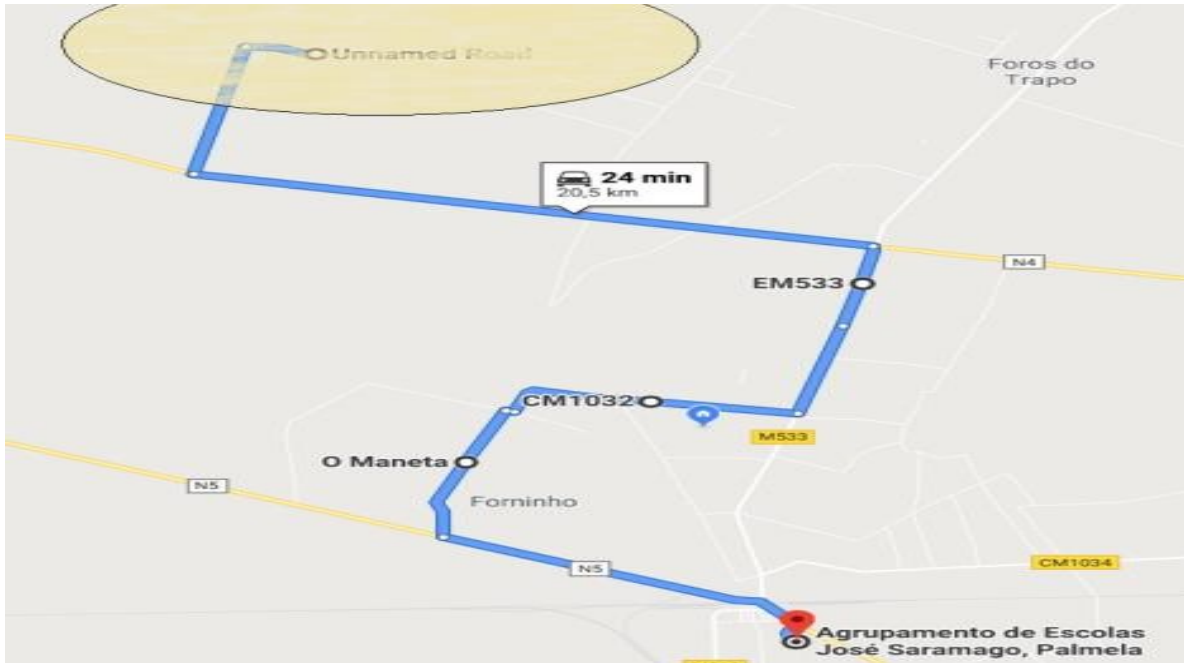 Unnamed Road
Foros do
Trapo
24 min
20,5 km
N4
EM533
CM1032
M533
O Maneta
N5
Forninho
N5
CM1034
Agrupamento de Escolas
José Saramago, Palmela